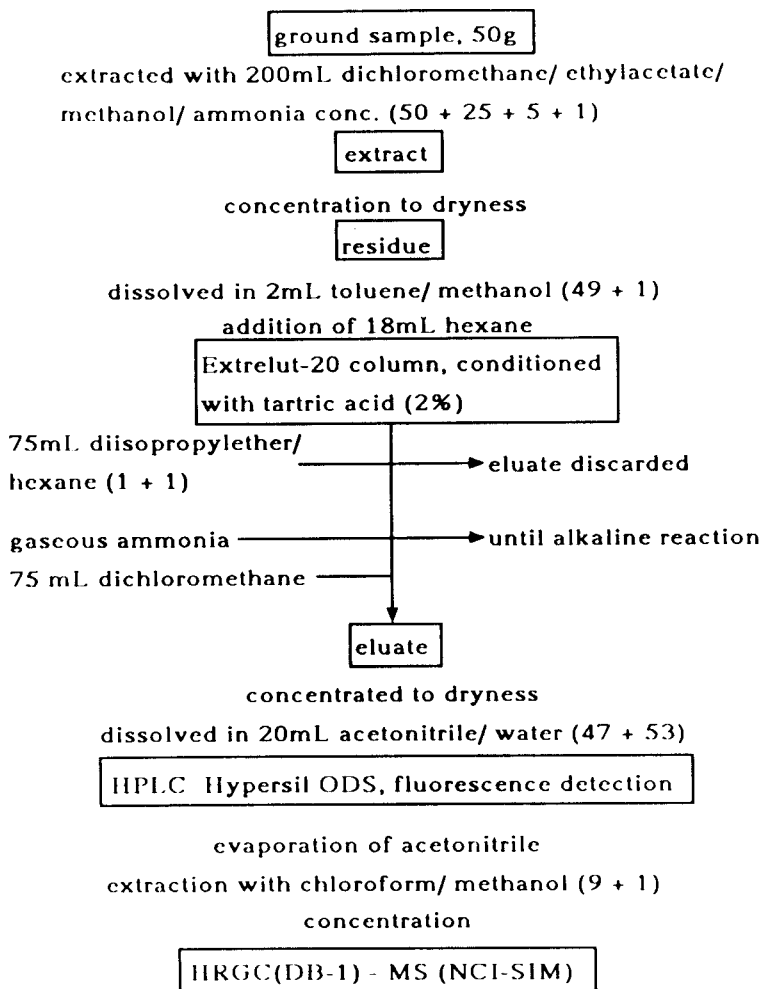 ground sample, 50g
extracted with 200mL dichloromethane/ ethylacetate/
methanol/ ammonia conc. (50 + 25 + 5 + 1)
extract
concentration to dryness
residue
dissolved in 2mL toluene/ methanol (49 + 1)
addition of 18mL hexane
Extrelut-20 column, conditioned
with tartric acid (2%)
75mL diisopropylether/
hexane (1 + 1)
eluate discarded
gaseous ammonia
until alkaline reaction
75 mL dichloromethane
eluate
concentrated to dryness
dissolved in 20mL acetonitrile/ water (47 + 53)
HPLC Hypersil ODS, fluorescence detection
evaporation of acetonitrile
extraction with chloroform/ methanol (9 + 1)
concentration
HRGC(DB-1) - MS (NCI-SIM)